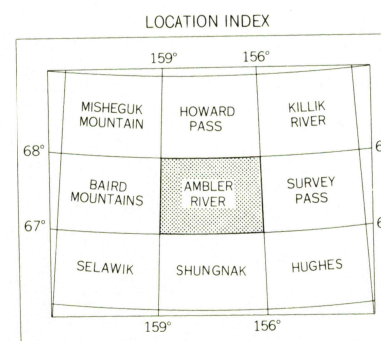 LOCATION INDEX
159° 156°
MISHEGUK
MOUNTAIN
HOWARD
PASS
KILLIK
RIVER
68°
BAIRD
MOUNTAINS
AMBLER
RIVER
SURVEY
PASS
67°
SELAWIK
SHUNGNAK
HUGHES
159° 156°